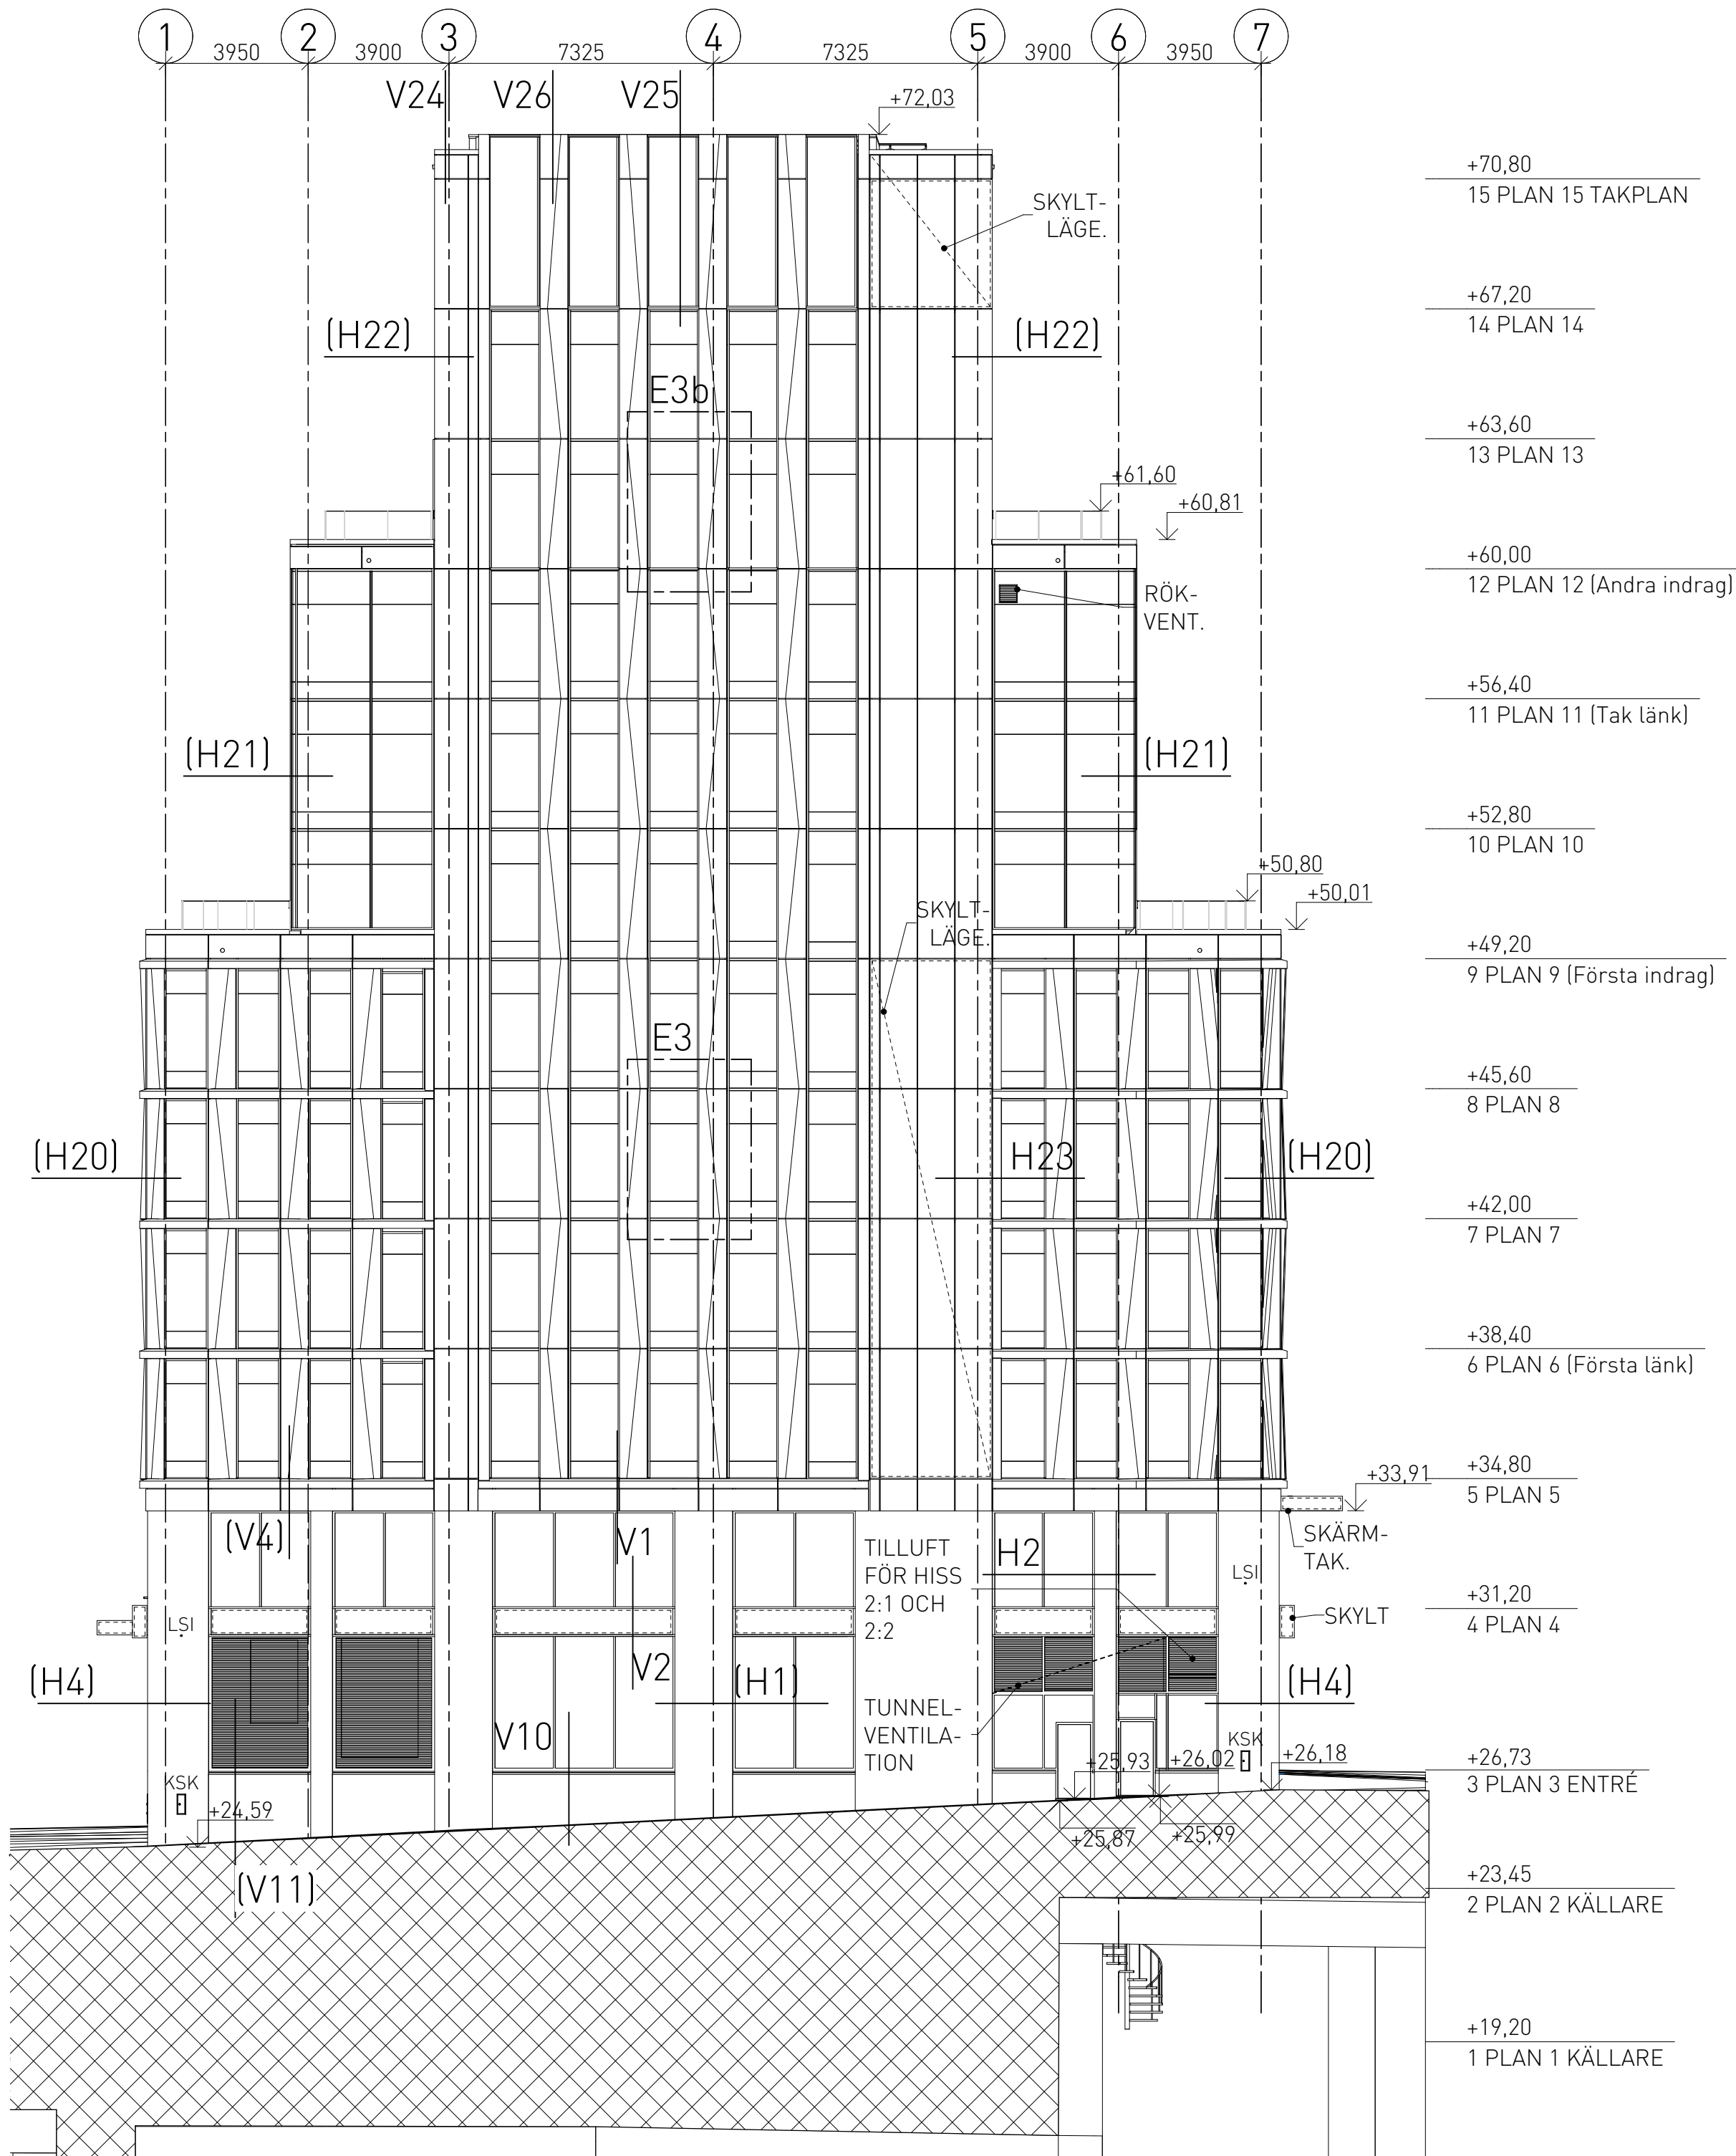 1 2 3 4 5 6 7
3950 3900 7325 7325 3900 3950
V24 V26 V25
+72,03
+70,80
15 PLAN 15 TAKPLAN
SKYLT-
LÄGE.
+67,20
14 PLAN 14
(H22) (H22)
E3b
+63,60
13 PLAN 13
+61,60
+60,81
+60,00
12 PLAN 12 (Andra indrag)
RÖK-
VENT.
+56,40
11 PLAN 11 (Tak länk)
(H21) (H21)
+52,80
10 PLAN 10
+50,80
+50,01
SKYLT-
LÄGE.
+49,20
9 PLAN 9 (Första indrag)
E3
+45,60
8 PLAN 8
(H20) H23 (H20)
+42,00
7 PLAN 7
+38,40
6 PLAN 6 (Första länk)
+34,80
5 PLAN 5
+33,91
(V4) V1
TILLUFT
FÖR HISS
2:1 OCH
2:2
H2
SKÄRM-
TAK.
LSI
+31,20
4 PLAN 4
LSI
SKYLT
(H4) V2 (H1) (H4)
TUNNEL-
VENTILA-
TION
V10
KSK
+25,93 +26,02 +26,18
+26,73
3 PLAN 3 ENTRÉ
KSK
+24,59
+25,87 +25,99
(V11)
+23,45
2 PLAN 2 KÄLLARE
+19,20
1 PLAN 1 KÄLLARE